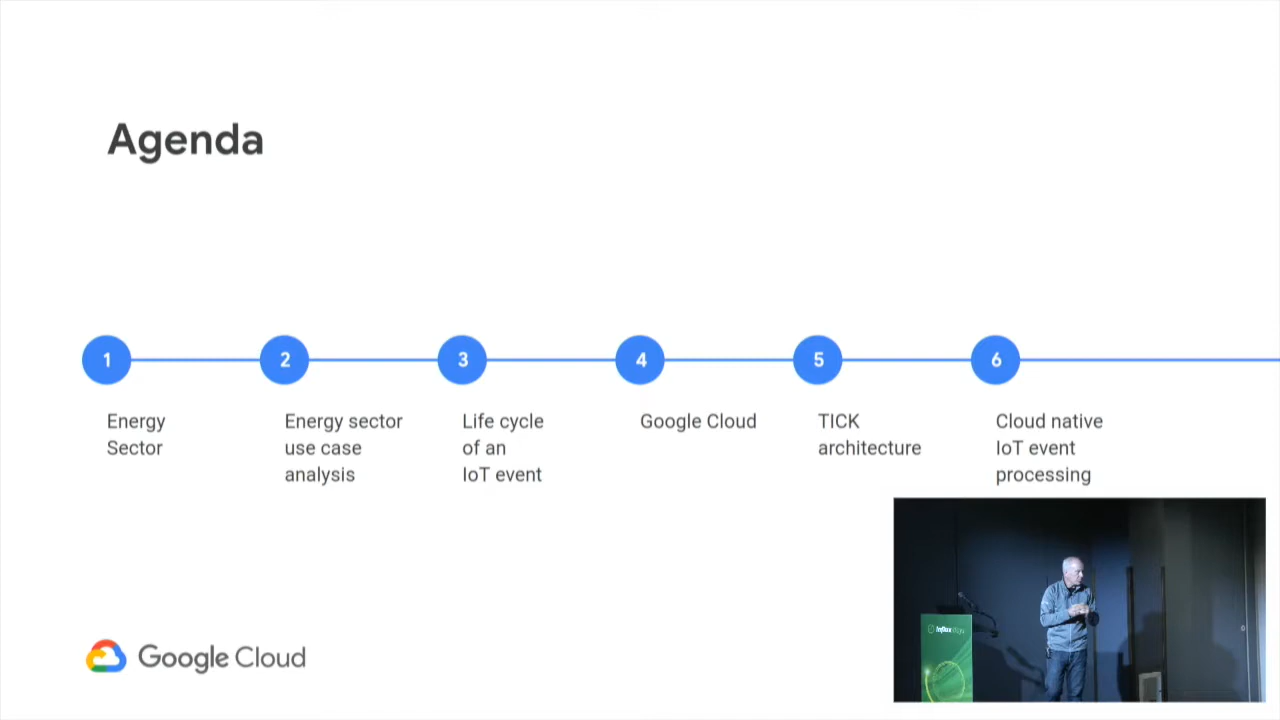 Agenda
1
2
3
4
5
6
Energy
Sector
Energy sector
use case
analysis
Life cycle
of an
IoT event
Google Cloud
TICK
architecture
Cloud native
IoT event
processing
Google Cloud
InfluxDays